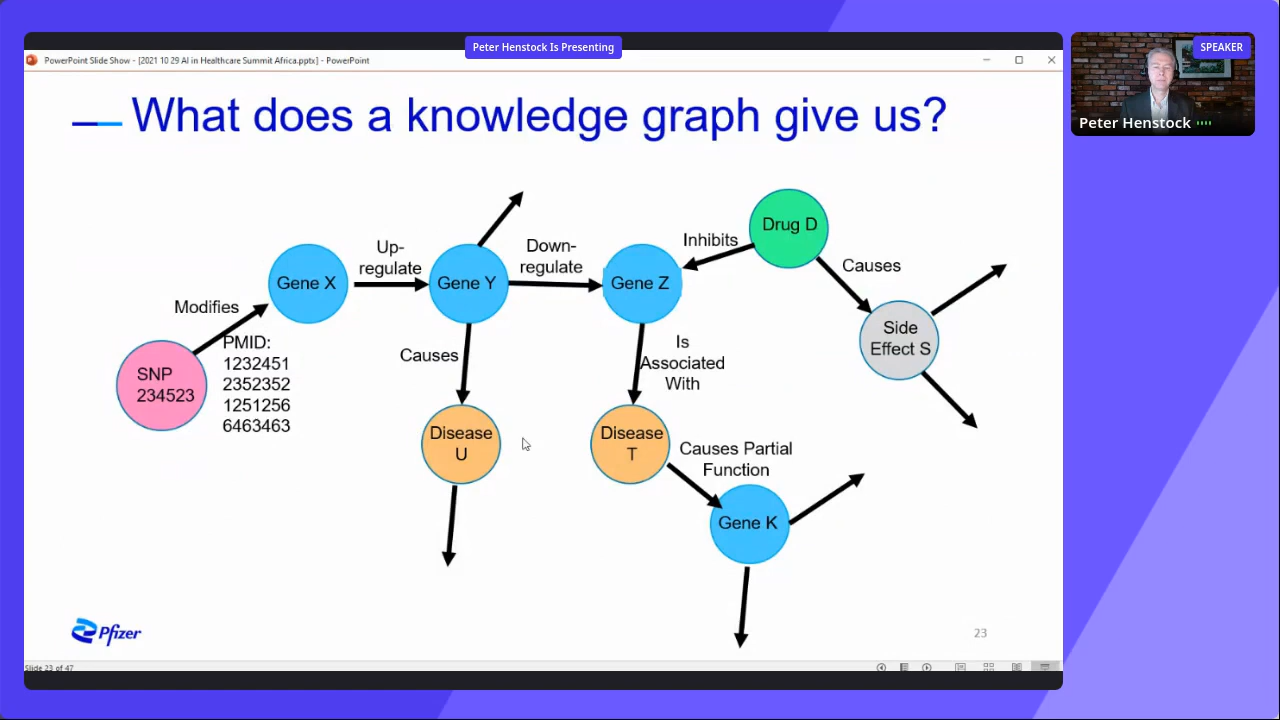 Peter Henstock Is Presenting
PowerPoint Slide Show - [2021 10 29 AI in Healthcare Summit Africa.pptx] - PowerPoint
SPEAKER
Peter Henstock
What does a knowledge graph give us?
Drug D
Inhibits
Causes
Up-
regulate
Down-
regulate
Gene X
Gene Y
Gene Z
Modifies
Side
Effect S
PMID:
1232451
2352352
1251256
6463463
SNP
234523
Causes
Is
Associated
With
Disease
U
Disease
T
Causes Partial
Function
Gene K
Pfizer
23
Slide 23 of 47